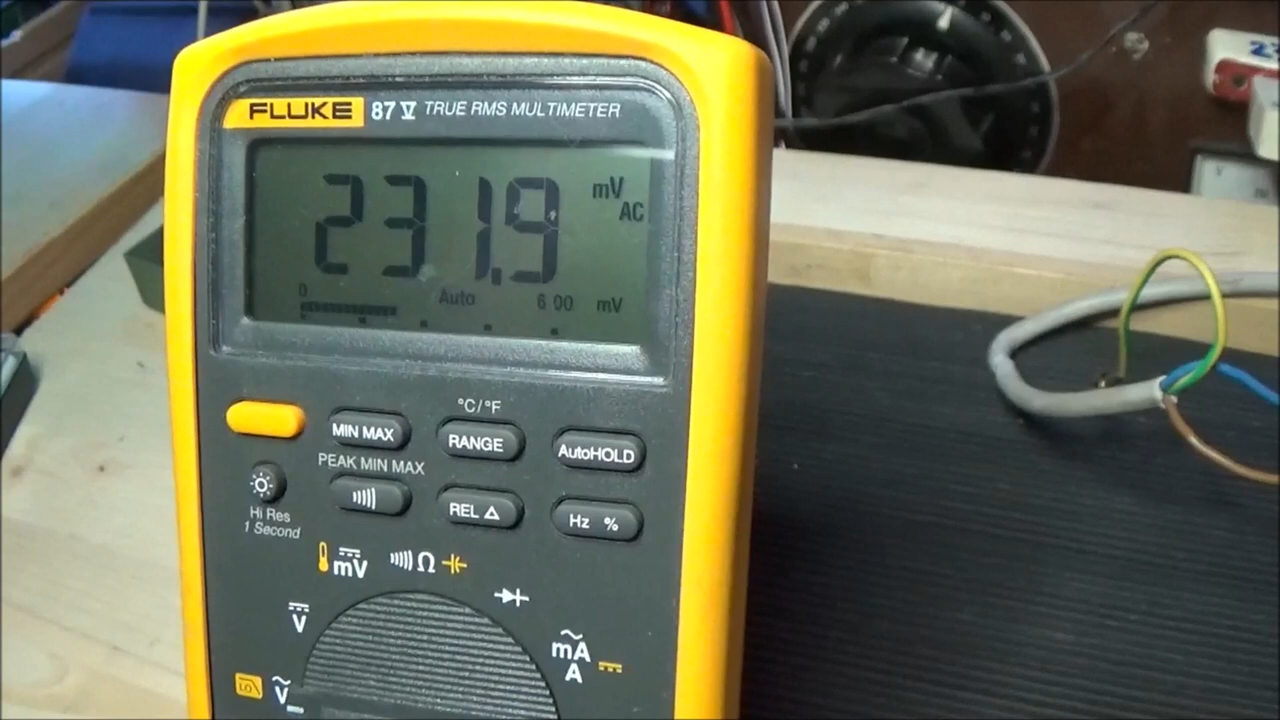 FLUKE 87 V TRUE RMS MULTIMETER
231.9 mV AC
0 Auto 600 mV
°C/°F
MIN MAX RANGE AutoHOLD
PEAK MIN MAX
REL Δ Hz %
Hi Res
1 Second
mV Ω
V
mA
A
LO V
V